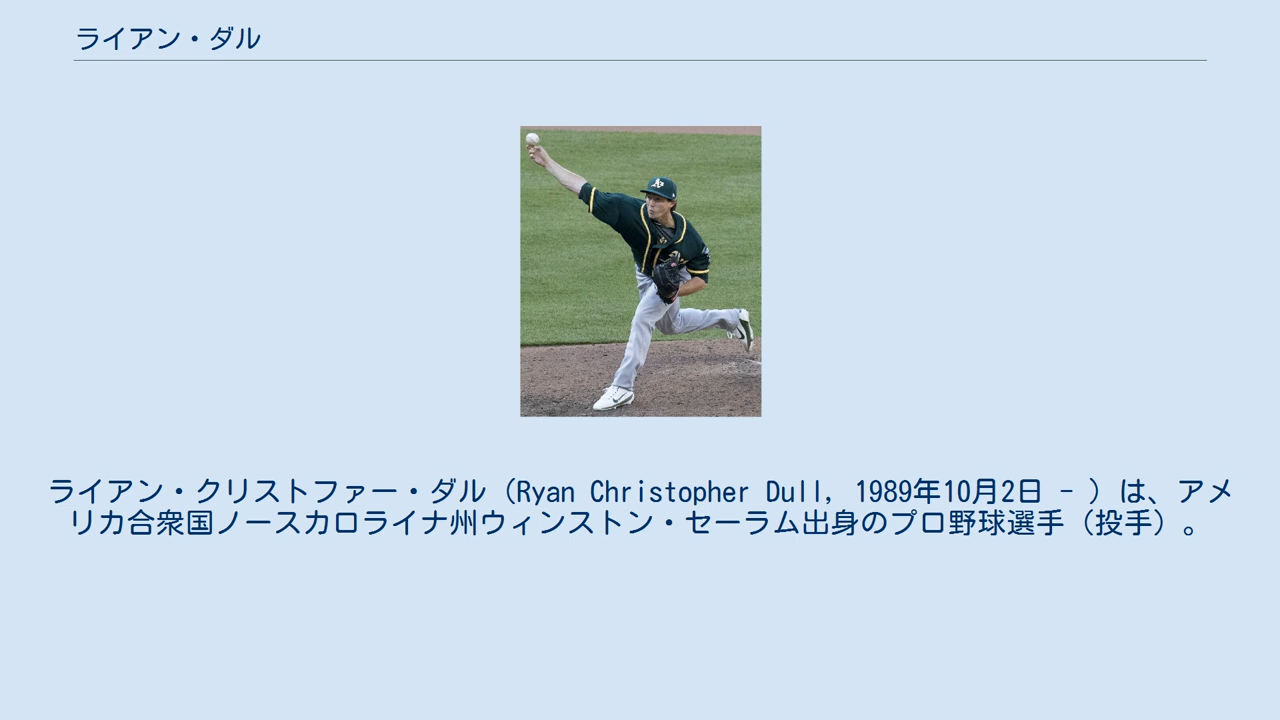 ライアン・ダル
ライアン・クリストファー・ダル（Ryan Christopher Dull, 1989年10月2日 - ）は、アメ
リカ合衆国ノースカロライナ州ウィンストン・セーラム出身のプロ野球選手（投手）。